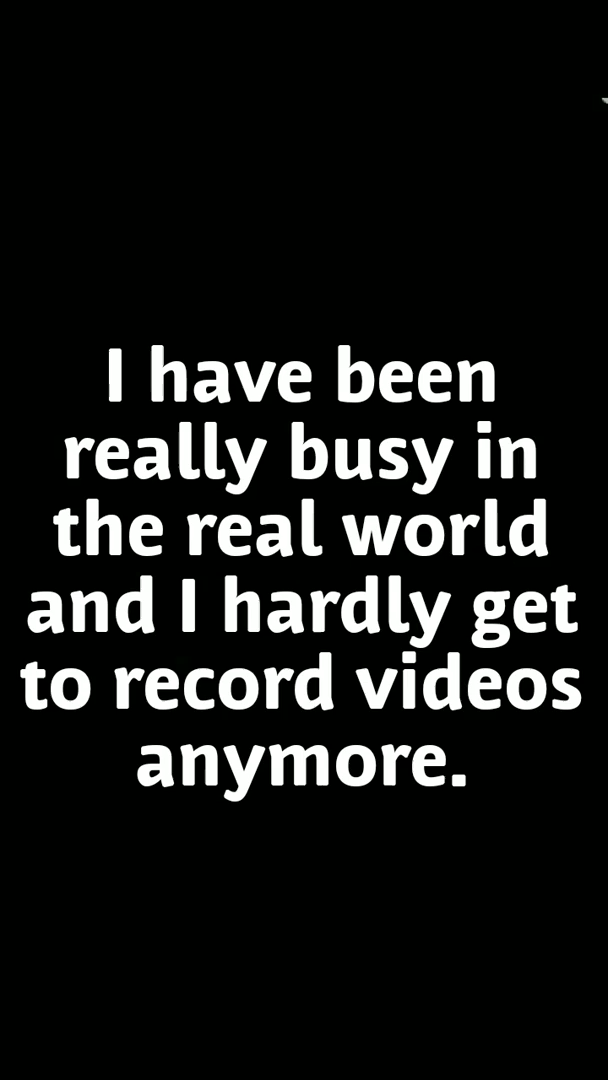 I have been
really busy in
the real world
and I hardly get
to record videos
anymore.